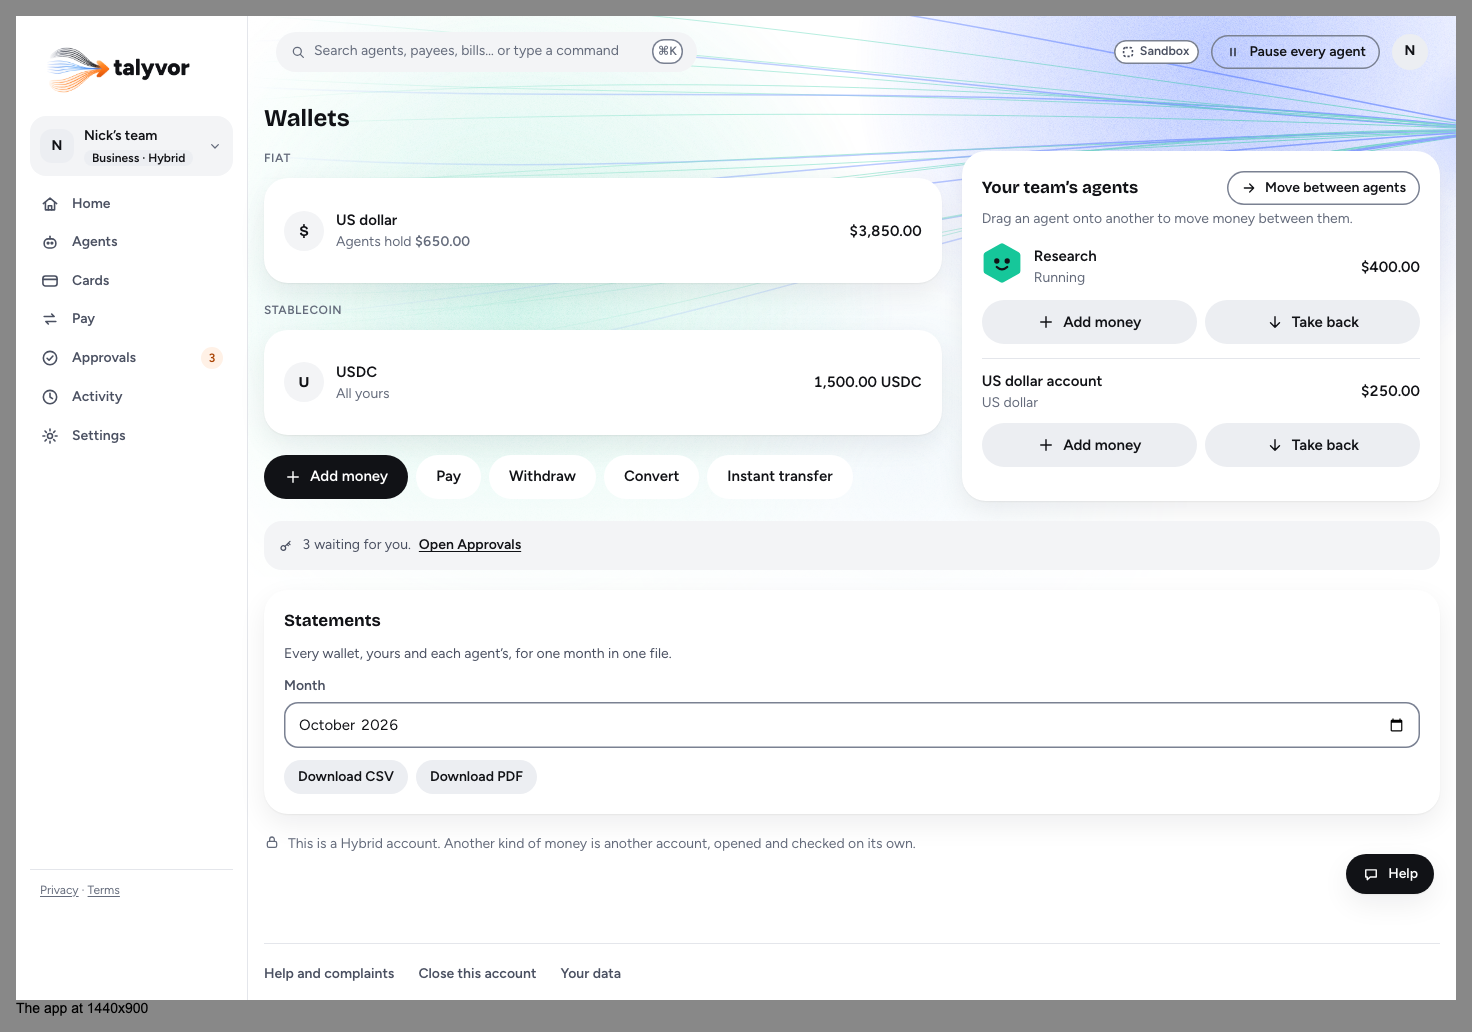 talyvor
N
Nick's team
Business · Hybrid
Home
Agents
Cards
Pay
Approvals
3
Activity
Settings
Privacy · Terms
Search agents, payees, bills... or type a command
⌘K
Sandbox
Pause every agent
N
Wallets
FIAT
$
US dollar
Agents hold $650.00
$3,850.00
STABLECOIN
U
USDC
All yours
1,500.00 USDC
Add money
Pay
Withdraw
Convert
Instant transfer
Your team's agents
Move between agents
Drag an agent onto another to move money between them.
Research
Running
$400.00
Add money
Take back
US dollar account
US dollar
$250.00
Add money
Take back
3 waiting for you. Open Approvals
Statements
Every wallet, yours and each agent's, for one month in one file.
Month
October 2026
Download CSV
Download PDF
This is a Hybrid account. Another kind of money is another account, opened and checked on its own.
Help
Help and complaints
Close this account
Your data
The app at 1440x900